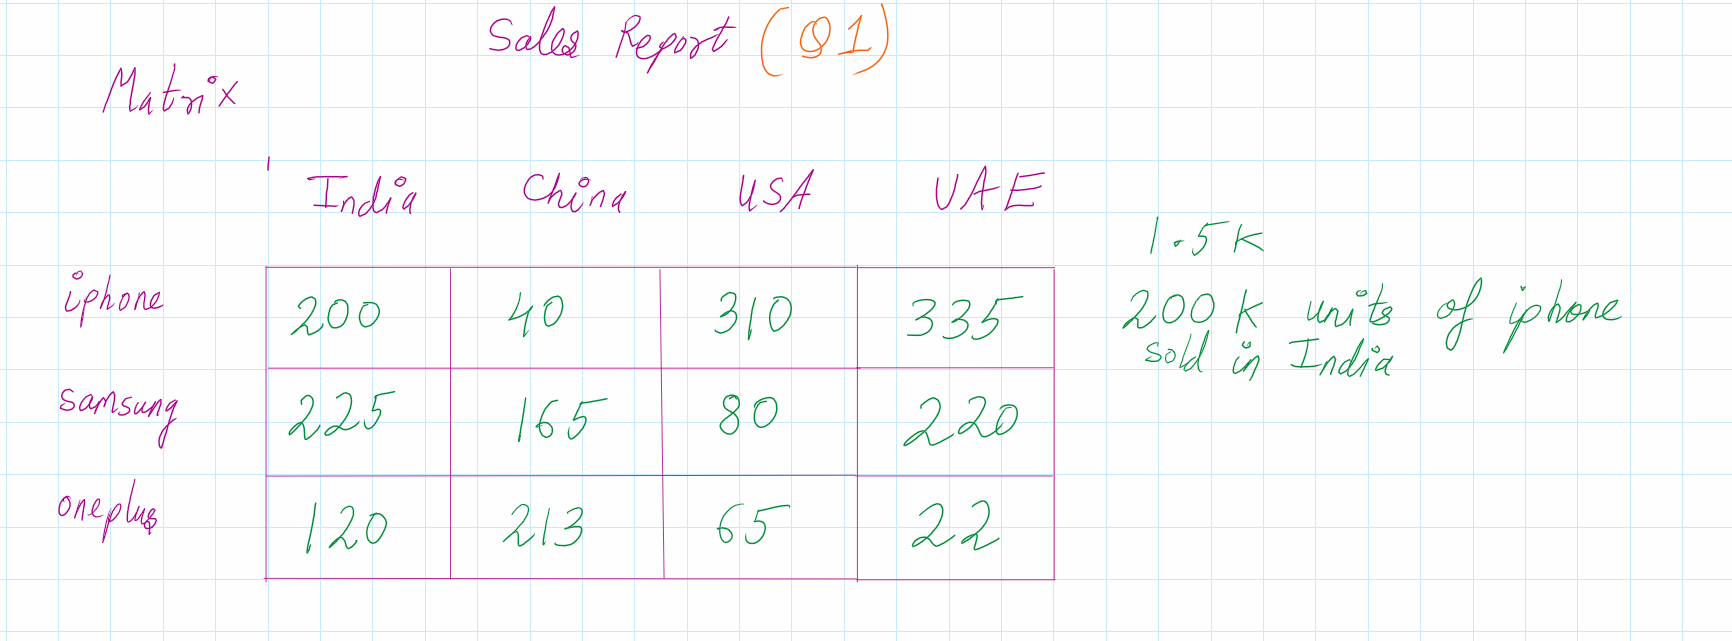 Sales Report (Q1)
Matrix
India China USA UAE
1.5K
iphone 200 40 310 335 200 K units of iphone
sold in India
samsung 225 165 80 220
oneplus 120 213 65 22